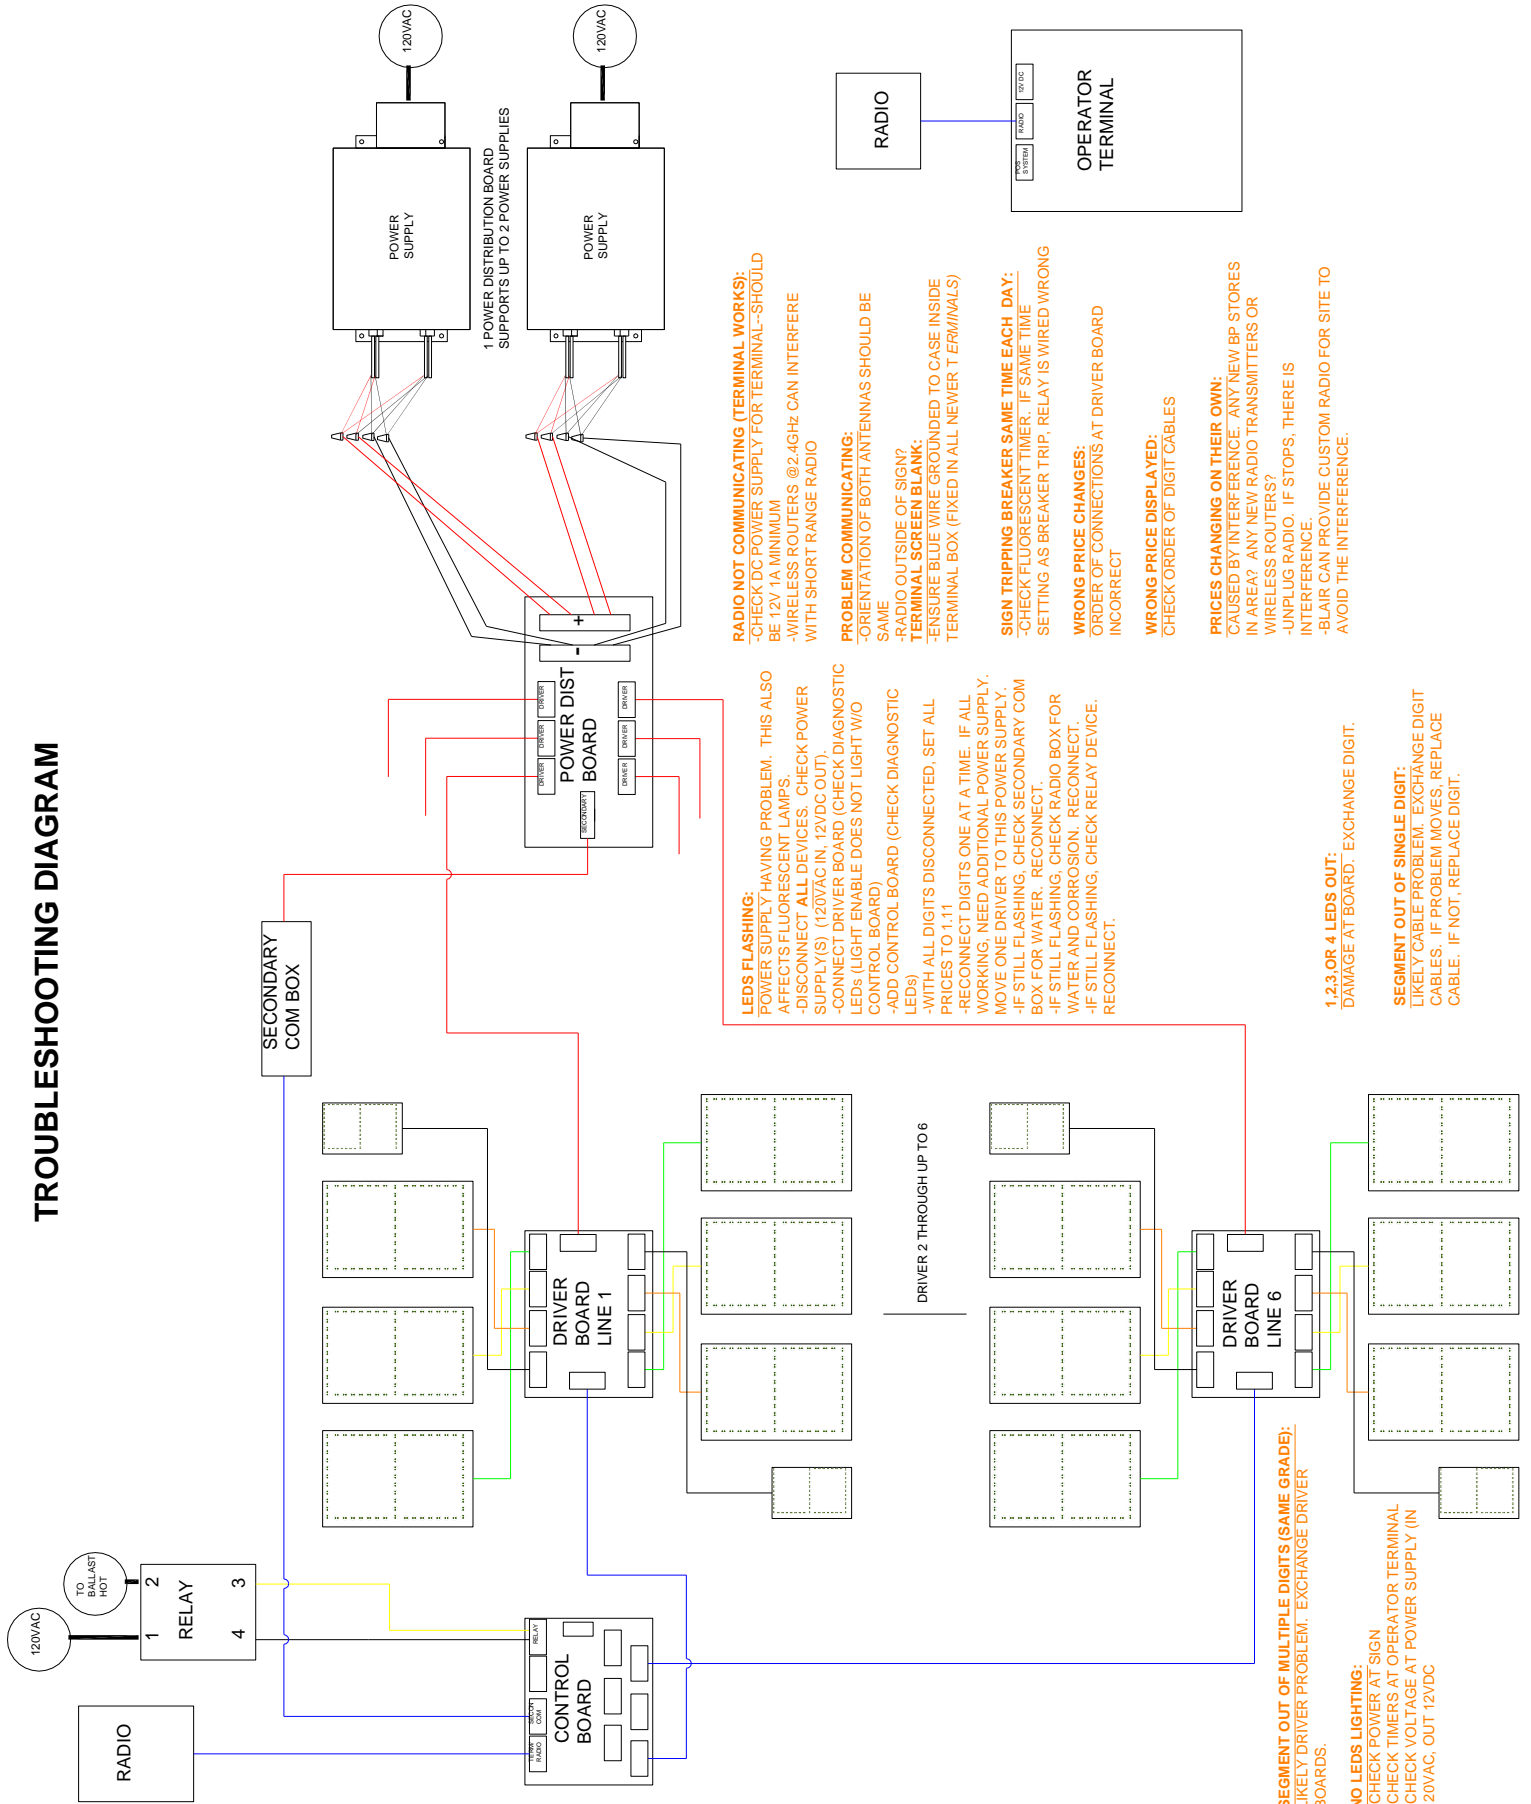 TROUBLESHOOTING DIAGRAM
RADIO
120VAC
TO
BALLAST
HOT
1
2
RELAY
4
3
SECONDARY
COM BOX
120VAC
POWER
SUPPLY
1 POWER DISTRIBUTION BOARD
SUPPORTS UP TO 2 POWER SUPPLIES
120VAC
POWER
SUPPLY
RADIO
COM
RELAY
CONTROL
BOARD
DRIVER
BOARD
LINE 1
SECONDARY
DRIVER
DRIVER
DRIVER
POWER DIST
BOARD
-
+
DRIVER
DRIVER
DRIVER
RADIO
POS
SYSTEM
RADIO
12V DC
OPERATOR
TERMINAL
DRIVER 2 THROUGH UP TO 6
DRIVER
BOARD
LINE 6
LEDS FLASHING:
POWER SUPPLY HAVING PROBLEM. THIS ALSO
AFFECTS FLUORESCENT LAMPS.
-DISCONNECT ALL DEVICES. CHECK POWER
SUPPLY(S) (120VAC IN, 12VDC OUT).
-CONNECT DRIVER BOARD (CHECK DIAGNOSTIC
LEDs (LIGHT ENABLE DOES NOT LIGHT W/O
CONTROL BOARD)
-ADD CONTROL BOARD (CHECK DIAGNOSTIC
LEDs)
-WITH ALL DIGITS DISCONNECTED, SET ALL
PRICES TO 1.11
-RECONNECT DIGITS ONE AT A TIME. IF ALL
WORKING, NEED ADDITIONAL POWER SUPPLY.
MOVE ONE DRIVER TO THIS POWER SUPPLY.
-IF STILL FLASHING, CHECK SECONDARY COM
BOX FOR WATER. RECONNECT.
-IF STILL FLASHING, CHECK RADIO BOX FOR
WATER AND CORROSION. RECONNECT.
-IF STILL FLASHING, CHECK RELAY DEVICE.
RECONNECT.
RADIO NOT COMMUNICATING (TERMINAL WORKS):
-CHECK DC POWER SUPPLY FOR TERMINAL--SHOULD
BE 12V 1A MINIMUM
-WIRELESS ROUTERS @2.4GHz CAN INTERFERE
WITH SHORT RANGE RADIO
PROBLEM COMMUNICATING:
-ORIENTATION OF BOTH ANTENNAS SHOULD BE
SAME
-RADIO OUTSIDE OF SIGN?
TERMINAL SCREEN BLANK:
-ENSURE BLUE WIRE GROUNDED TO CASE INSIDE
TERMINAL BOX (FIXED IN ALL NEWER T ERMINALS)
SIGN TRIPPING BREAKER SAME TIME EACH DAY:
-CHECK FLUORESCENT TIMER. IF SAME TIME
SETTING AS BREAKER TRIP, RELAY IS WIRED WRONG
WRONG PRICE CHANGES:
ORDER OF CONNECTIONS AT DRIVER BOARD
INCORRECT
WRONG PRICE DISPLAYED:
CHECK ORDER OF DIGIT CABLES
PRICES CHANGING ON THEIR OWN:
CAUSED BY INTERFERENCE. ANY NEW BP STORES
IN AREA? ANY NEW RADIO TRANSMITTERS OR
WIRELESS ROUTERS?
-UNPLUG RADIO. IF STOPS, THERE IS
INTERFERENCE.
-BLAIR CAN PROVIDE CUSTOM RADIO FOR SITE TO
AVOID THE INTERFERENCE.
1,2,3,OR 4 LEDS OUT:
DAMAGE AT BOARD. EXCHANGE DIGIT.
SEGMENT OUT OF SINGLE DIGIT:
LIKELY CABLE PROBLEM. EXCHANGE DIGIT
CABLES. IF PROBLEM MOVES, REPLACE
CABLE. IF NOT, REPLACE DIGIT.
SEGMENT OUT OF MULTIPLE DIGITS (SAME GRADE):
IKELY DRIVER PROBLEM. EXCHANGE DRIVER
BOARDS.
NO LEDS LIGHTING:
CHECK POWER AT SIGN
CHECK TIMERS AT OPERATOR TERMINAL
CHECK VOLTAGE AT POWER SUPPLY (IN
20VAC, OUT 12VDC